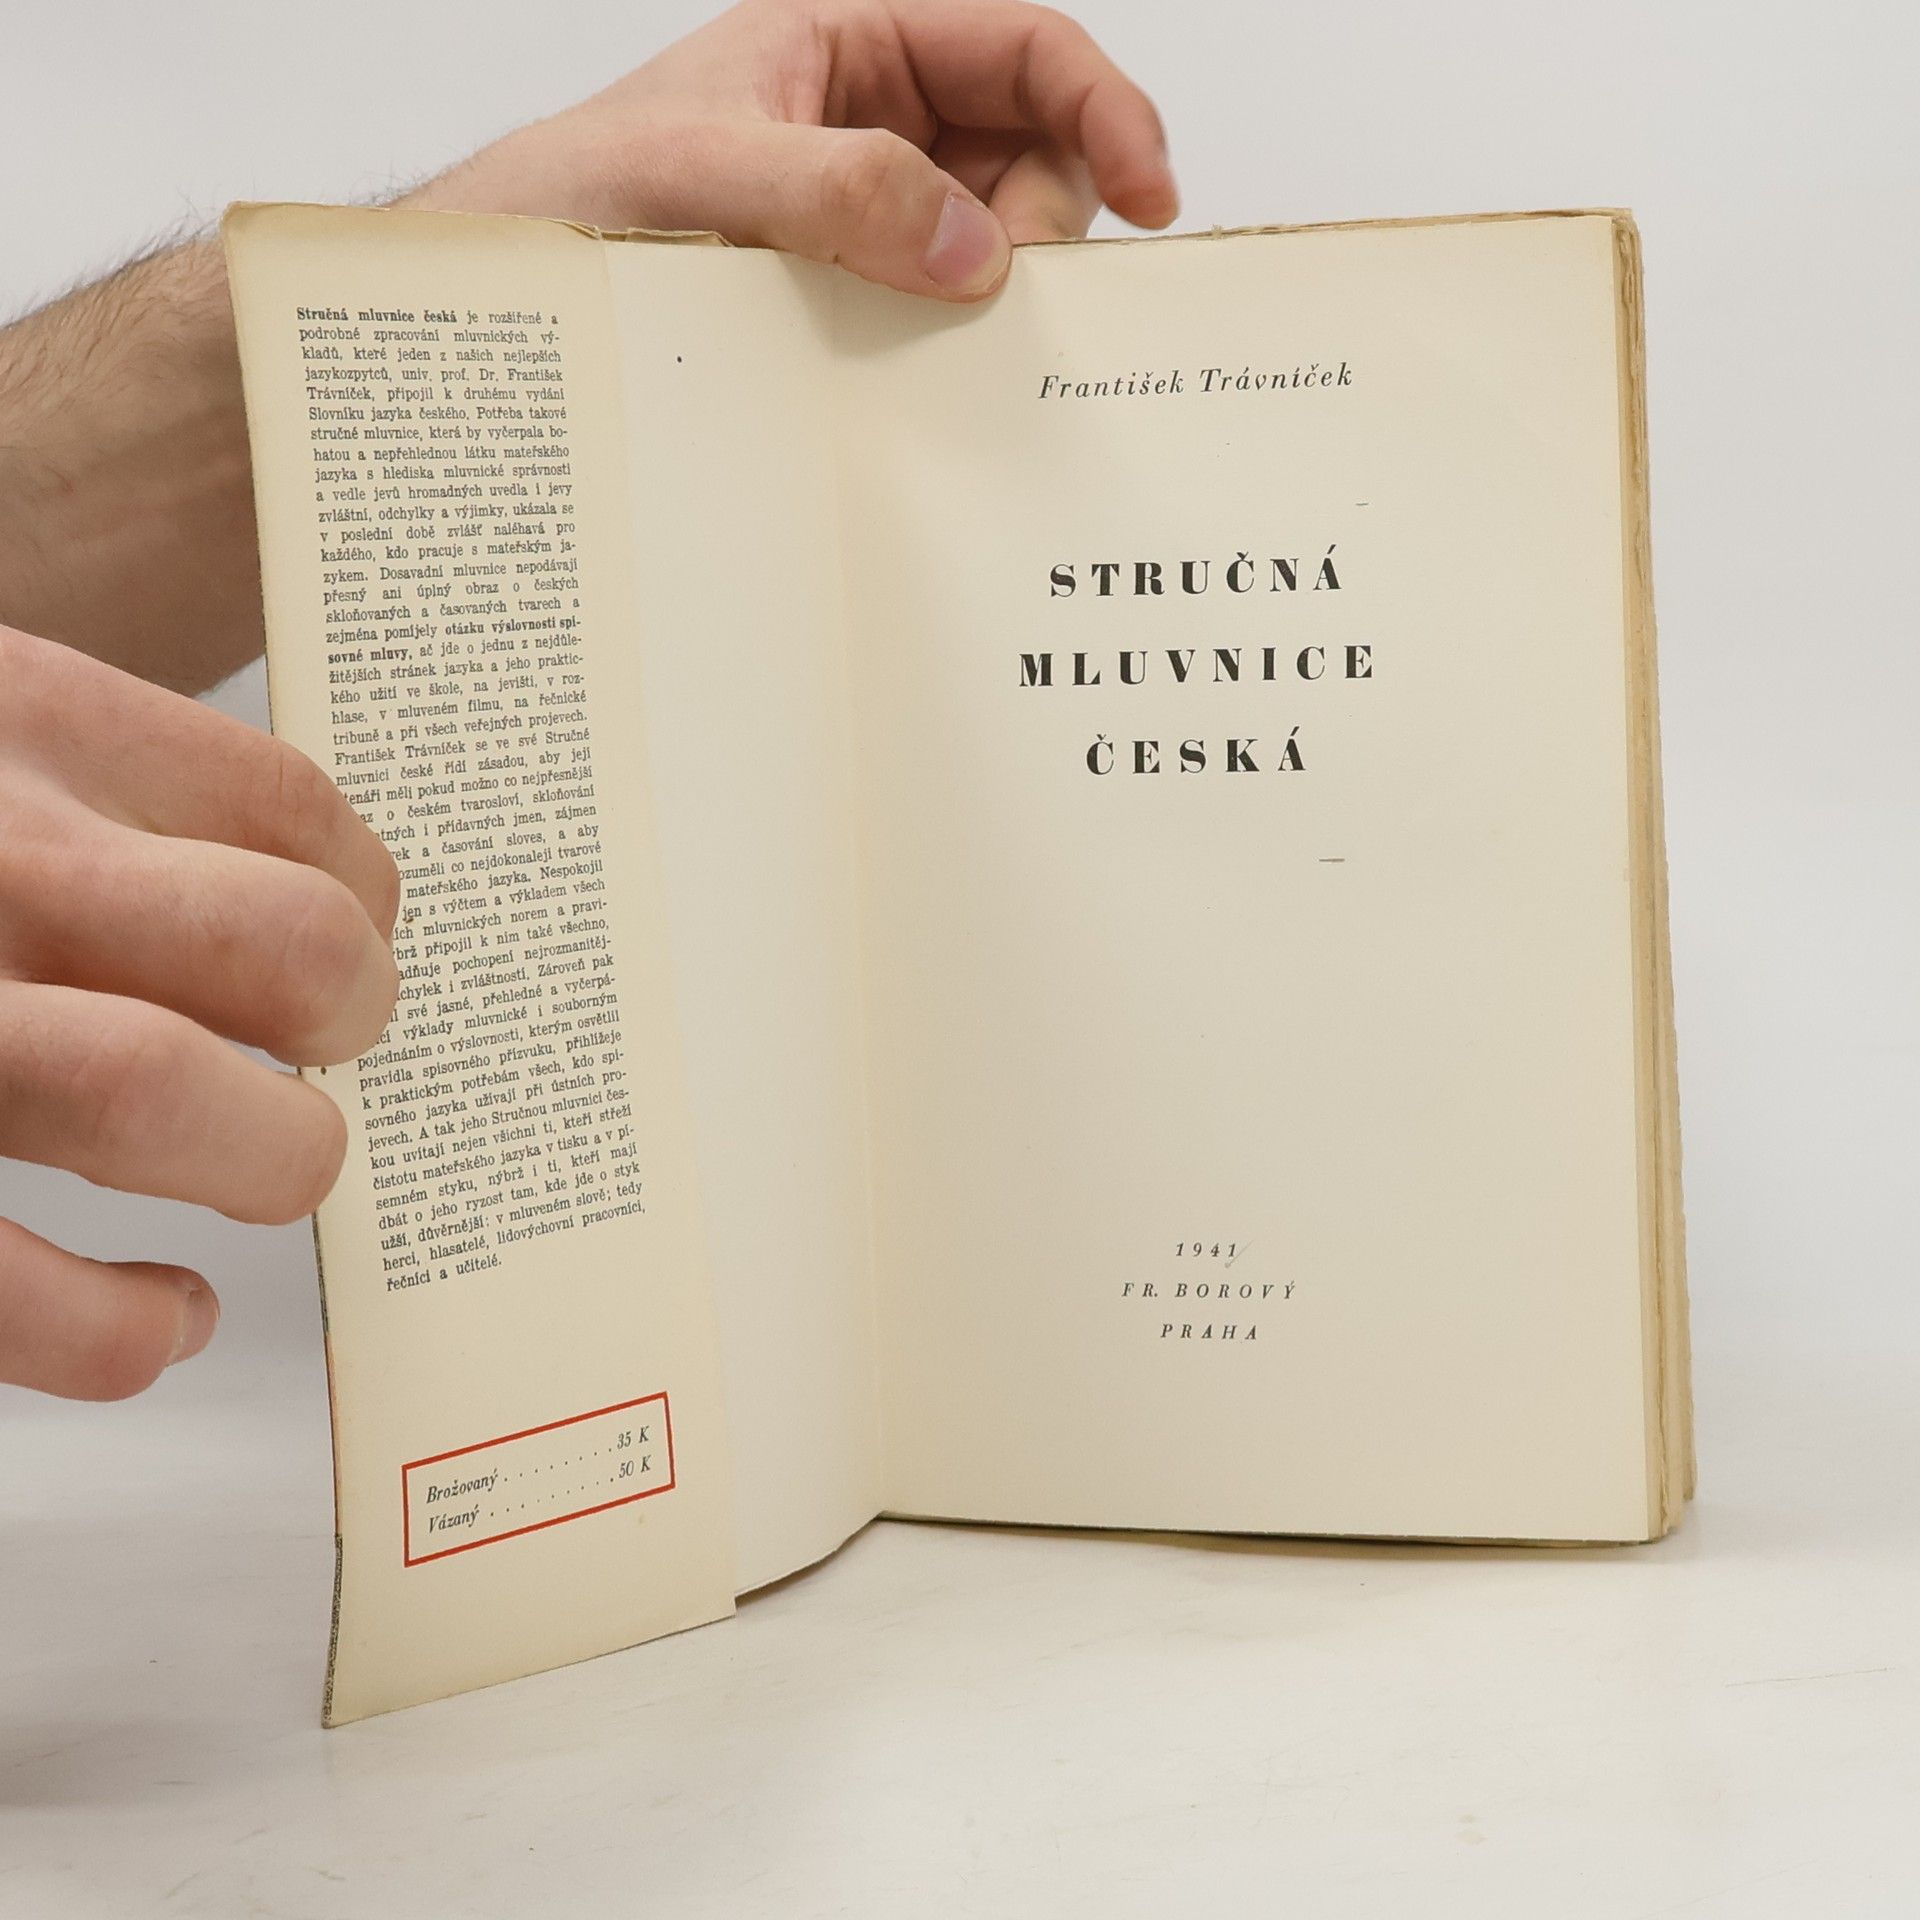 Stručná mluvnice česká je rozšířené a
podrobné zpracování mluvnických vý-
kladů, které jeden z našich nejlepších
jazykozpytců, univ. prof. Dr. František
Trávníček, připojil k druhému vydání
Slovníku jazyka českého. Potřeba takové
stručné mluvnice, která by vyčerpala bo-
hatou a nepřehlednou látku mateřského
jazyka s hlediska mluvnické správnosti
a vedle jevů hromadných uvedla i jevy
zvláštní, odchylky a výjimky, ukázala se
v poslední době zvlášť naléhavá pro
každého, kdo pracuje s mateřským ja-
zykem. Dosavadní mluvnice nepodávají
přesný ani úplný obraz o českých
skloňovaných a časovaných tvarech a
zejména pomíjely otázku výslovnosti spi-
sovné mluvy, ač jde o jednu z nejdůle-
žitějších stránek jazyka a jeho praktic-
kého užití ve škole, na jevišti, v roz-
hlase, v mluveném filmu, na řečnické
tribuně a při všech veřejných projevech.
František Trávníček se ve své Stručné
mluvnici české řídí zásadou, aby její
tenáři měli pokud možno co nejpřesnější
az o českém tvarosloví, skloňování
tných i přídavných jmen, zájmen
vek a časování sloves, a aby
ozuměli co nejdokonaleji tvarové
mateřského jazyka. Nespokojil
jen s výčtem a výkladem všech
ích mluvnických norem a pravi-
brž připojil k nim také všechno,
adňuje pochopení nejrozmanitěj-
chylek i zvláštností. Zároveň pak
l své jasné, přehledné a vyčerpá-
cí výklady mluvnické i souborným
pojednáním o výslovnosti, kterým osvětlil
pravidla spisovného přízvuku, přihlížeje
k praktickým potřebám všech, kdo spi-
sovného jazyka užívají při ústních pro-
jevech. A tak jeho Stručnou mluvnici čes-
kou uvítají nejen všichni ti, kteří střeží
čistotu mateřského jazyka v tisku a v pí-
semném styku, nýbrž i ti, kteří mají
dbát o jeho ryzost tam, kde jde o styk
užší, důvěrnější: v mluveném slově; tedy
herci, hlasatelé, lidovýchovní pracovníci,
řečníci a učitelé.
Brožovaný . . . . . . . . 35 K
Vázaný . . . . . . . . . 50 K
František Trávníček
STRUČNÁ
MLUVNICE
ČESKÁ
1941
FR. BOROVÝ
PRAHA